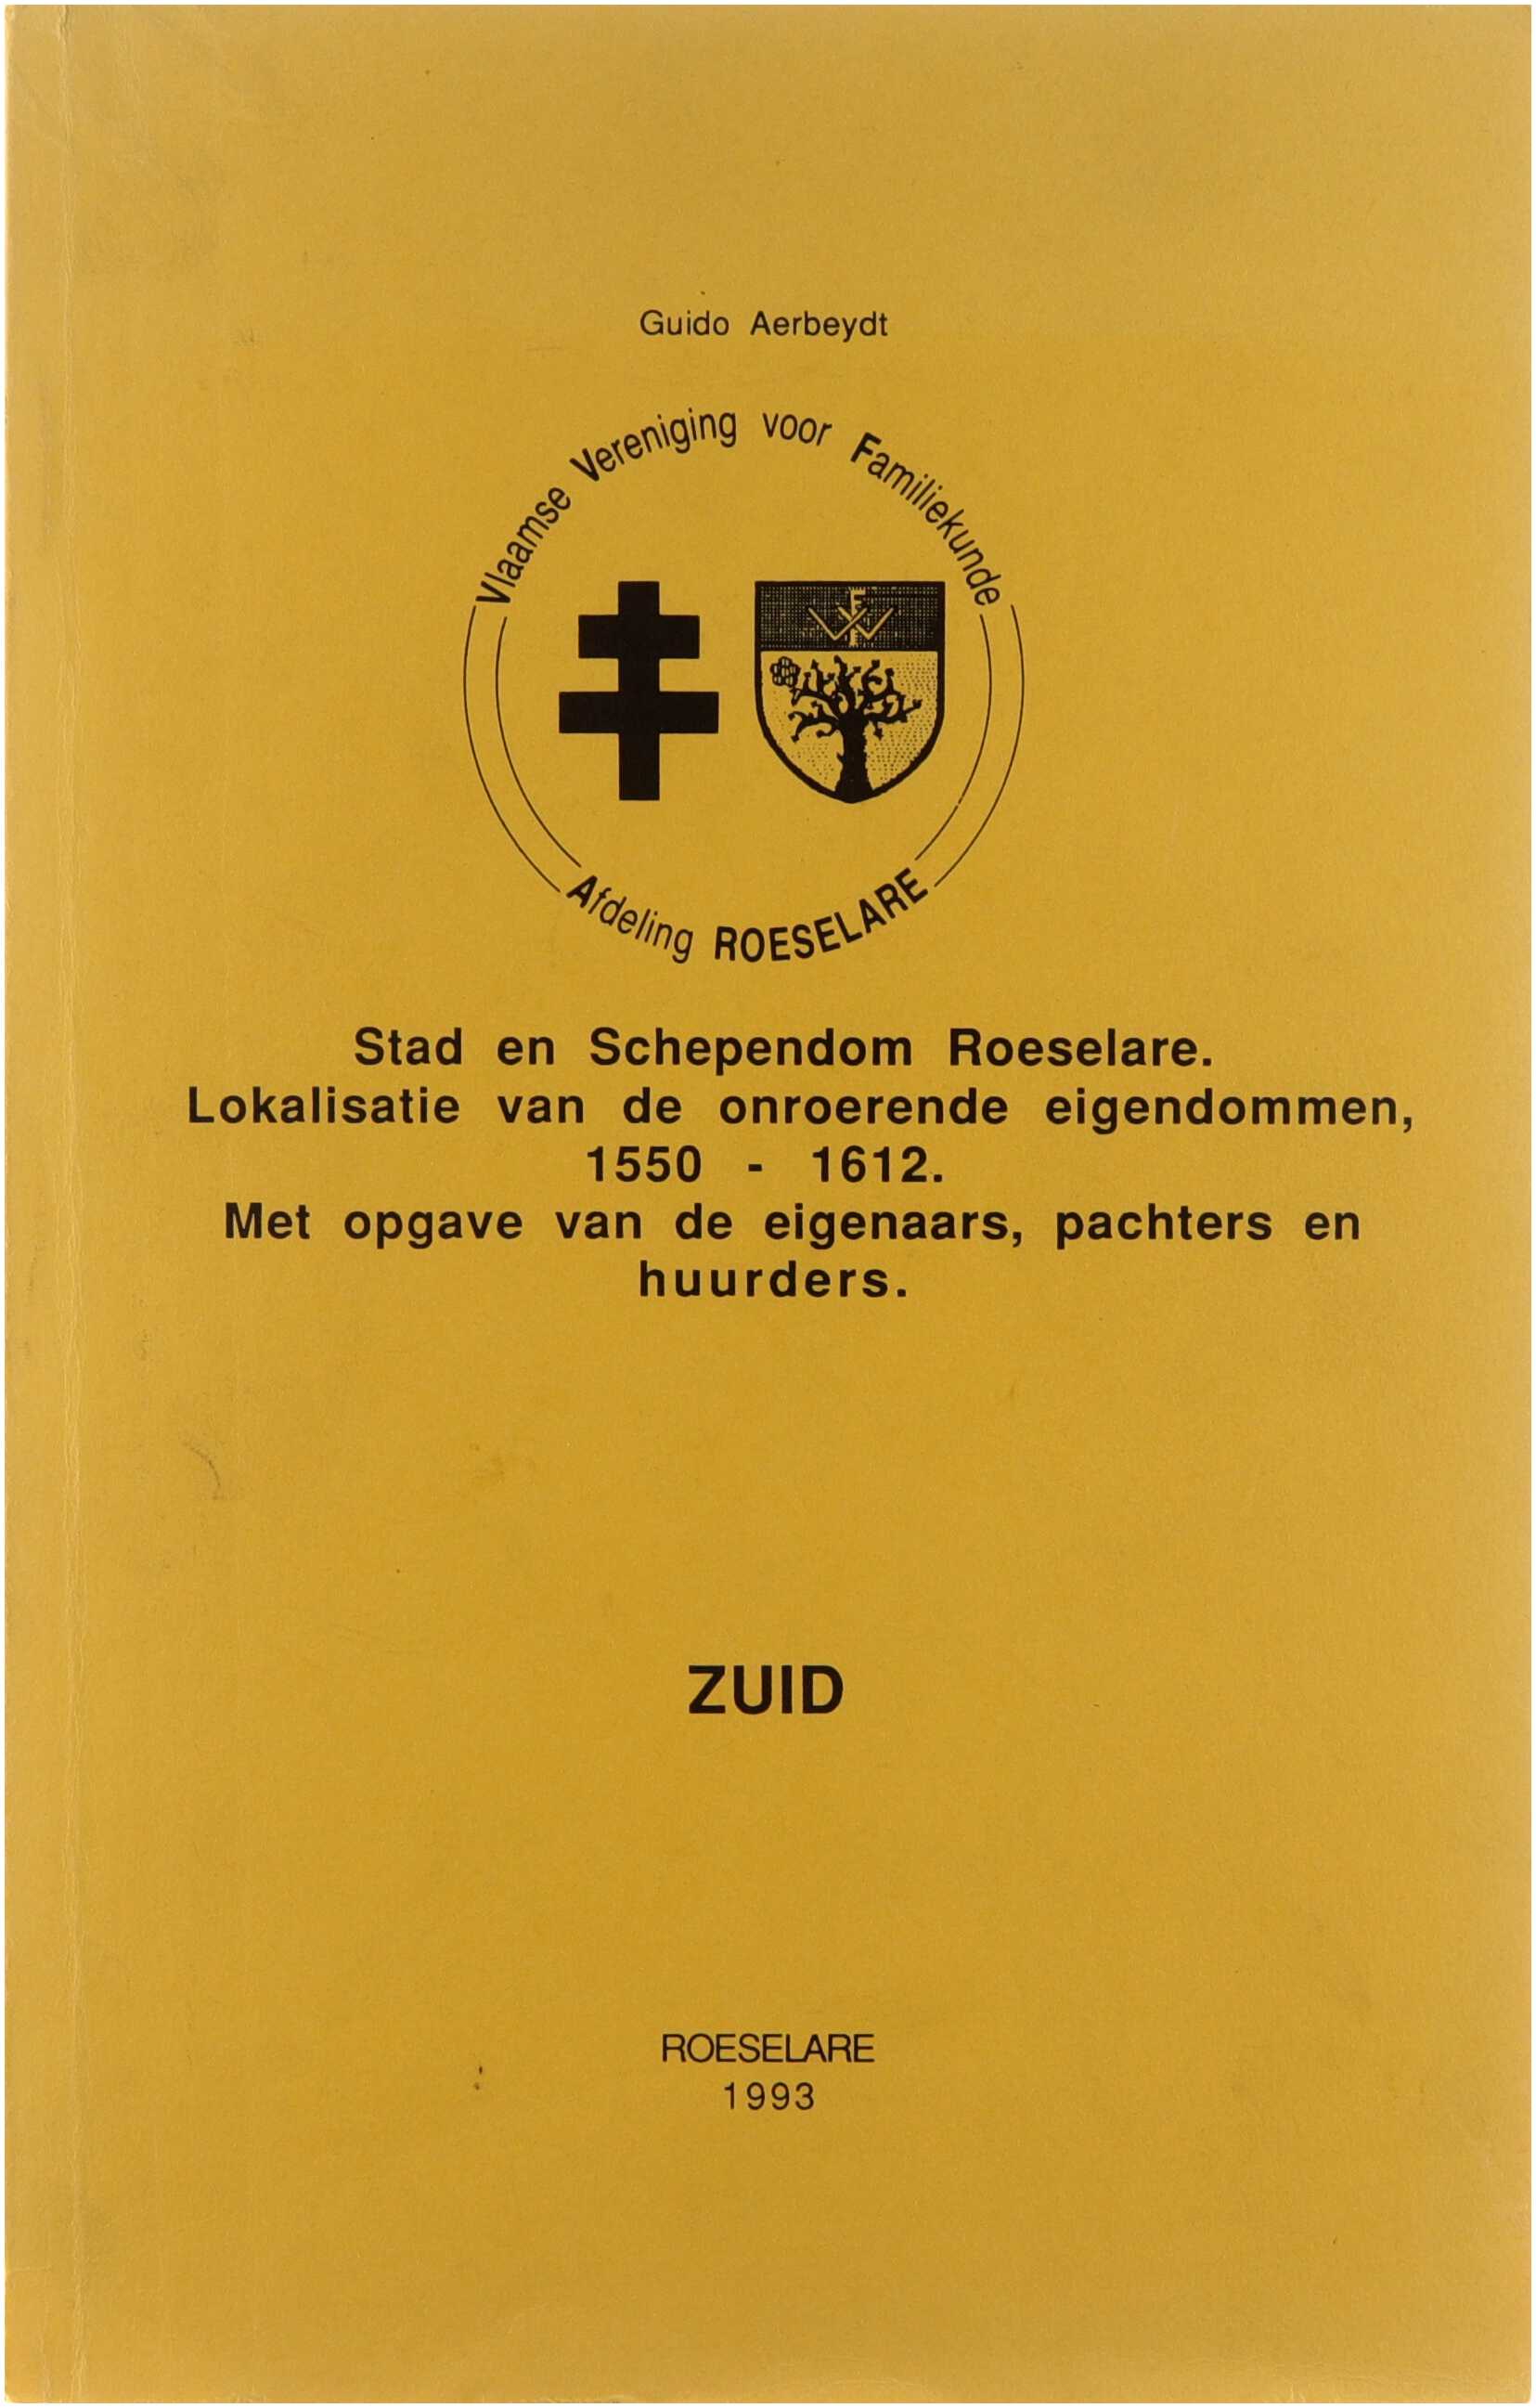 Guido Aerbeydt
Vlaamse Vereniging voor Familiekunde
Afdeling ROESELARE
Stad en Schependom Roeselare.
Lokalisatie van de onroerende eigendommen,
1550 - 1612.
Met opgave van de eigenaars, pachters en
huurders.
ZUID
ROESELARE
1993